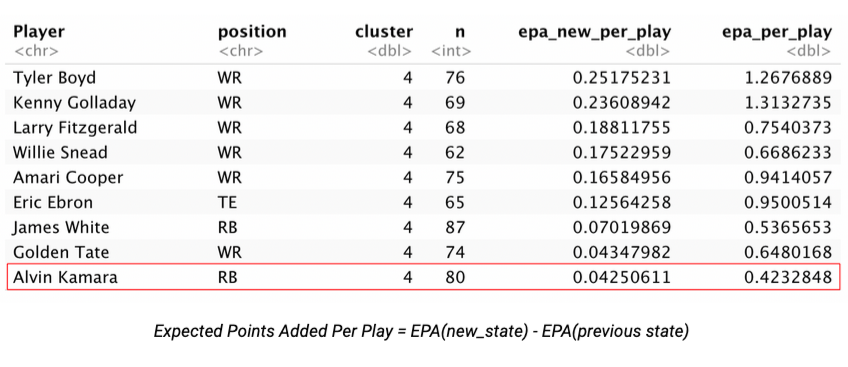 Player position cluster n epa_new_per_play epa_per_play
<chr> <chr> <dbl> <int> <dbl> <dbl>
Tyler Boyd WR 4 76 0.25175231 1.2676889
Kenny Golladay WR 4 69 0.23608942 1.3132735
Larry Fitzgerald WR 4 68 0.18811755 0.7540373
Willie Snead WR 4 62 0.17522959 0.6686233
Amari Cooper WR 4 75 0.16584956 0.9414057
Eric Ebron TE 4 65 0.12564258 0.9500514
James White RB 4 87 0.07019869 0.5365653
Golden Tate WR 4 74 0.04347982 0.6480168
Alvin Kamara RB 4 80 0.04250611 0.4232848
Expected Points Added Per Play = EPA(new_state) - EPA(previous state)